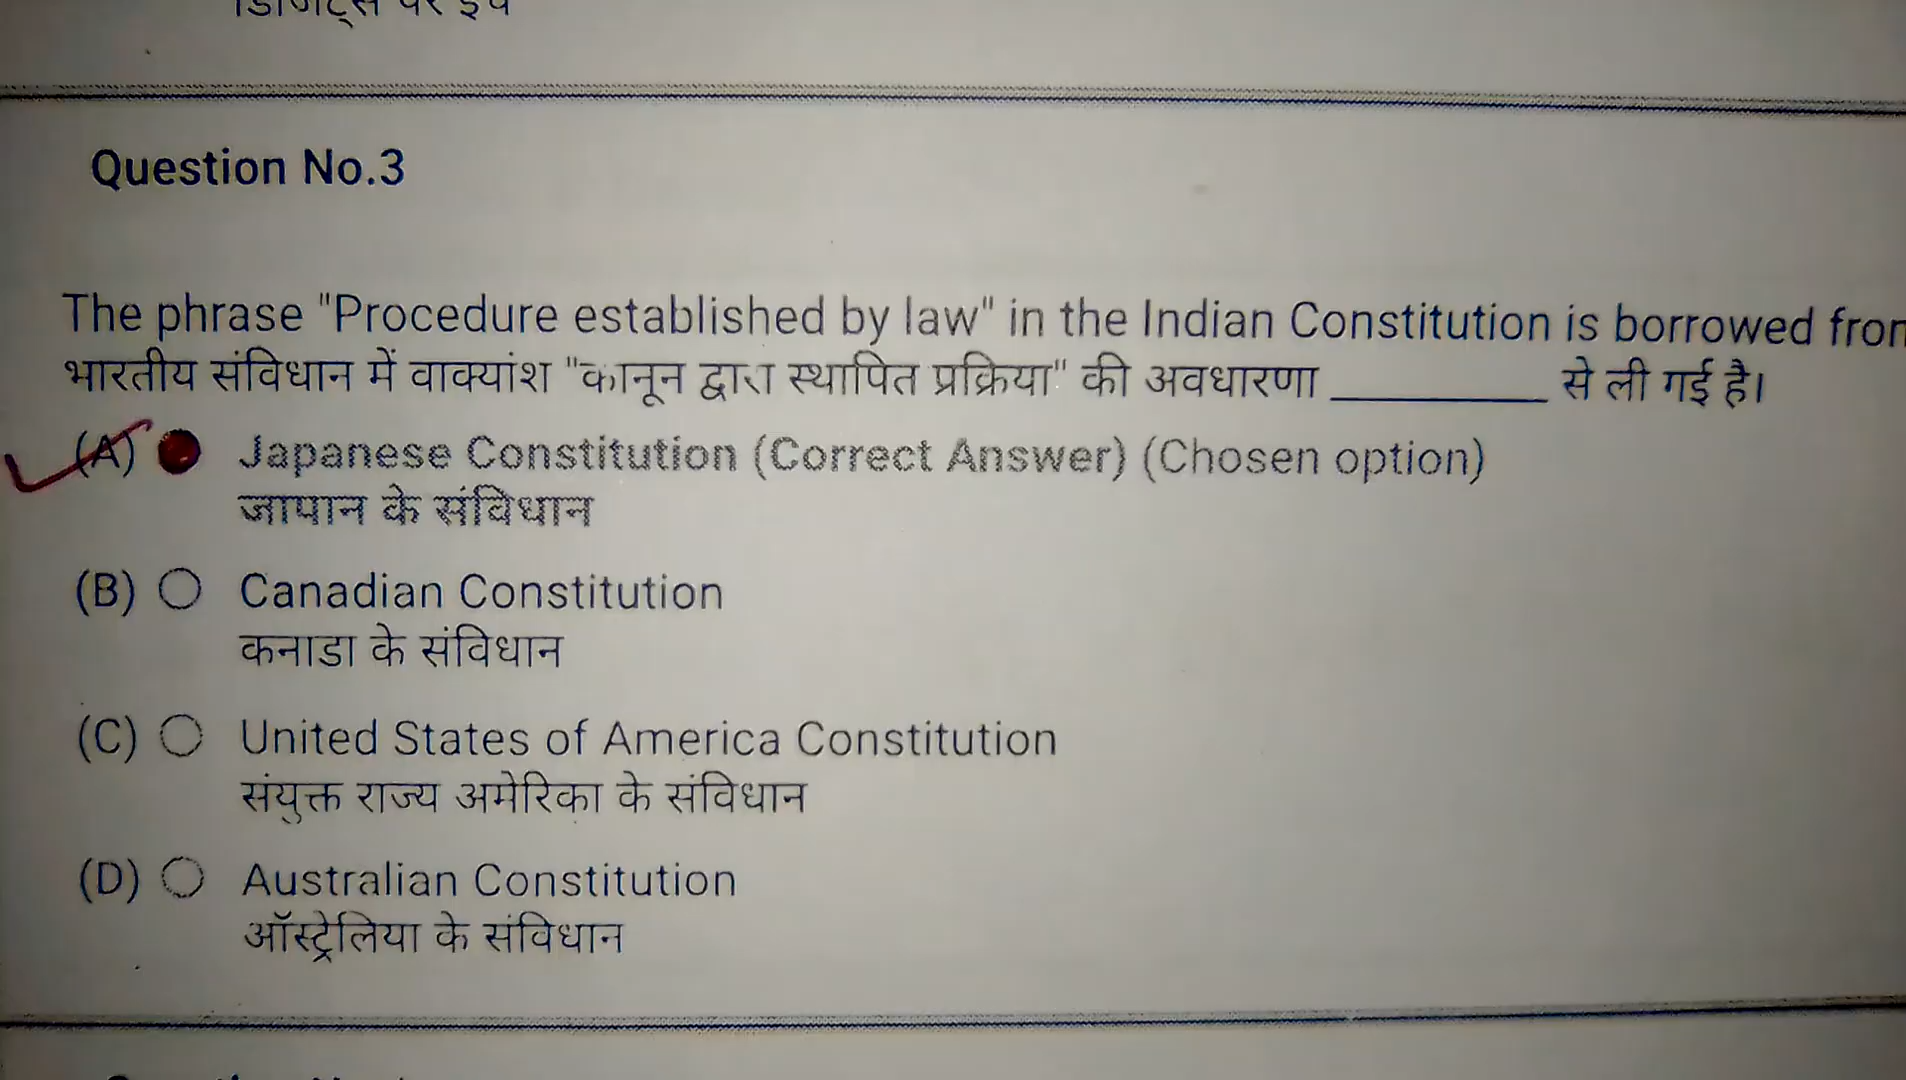 Question No.3
The phrase "Procedure established by law" in the Indian Constitution is borrowed
भारतीय संविधान में वाक्यांश "कानून द्वारा स्थापित प्रक्रिया" की अवधारणा __________ से ली गई है।
(A) Japanese Constitution (Correct Answer) (Chosen option)
जापान के संविधान
(B) Canadian Constitution
कनाडा के संविधान
(C) United States of America Constitution
संयुक्त राज्य अमेरिका के संविधान
(D) Australian Constitution
ऑस्ट्रेलिया के संविधान